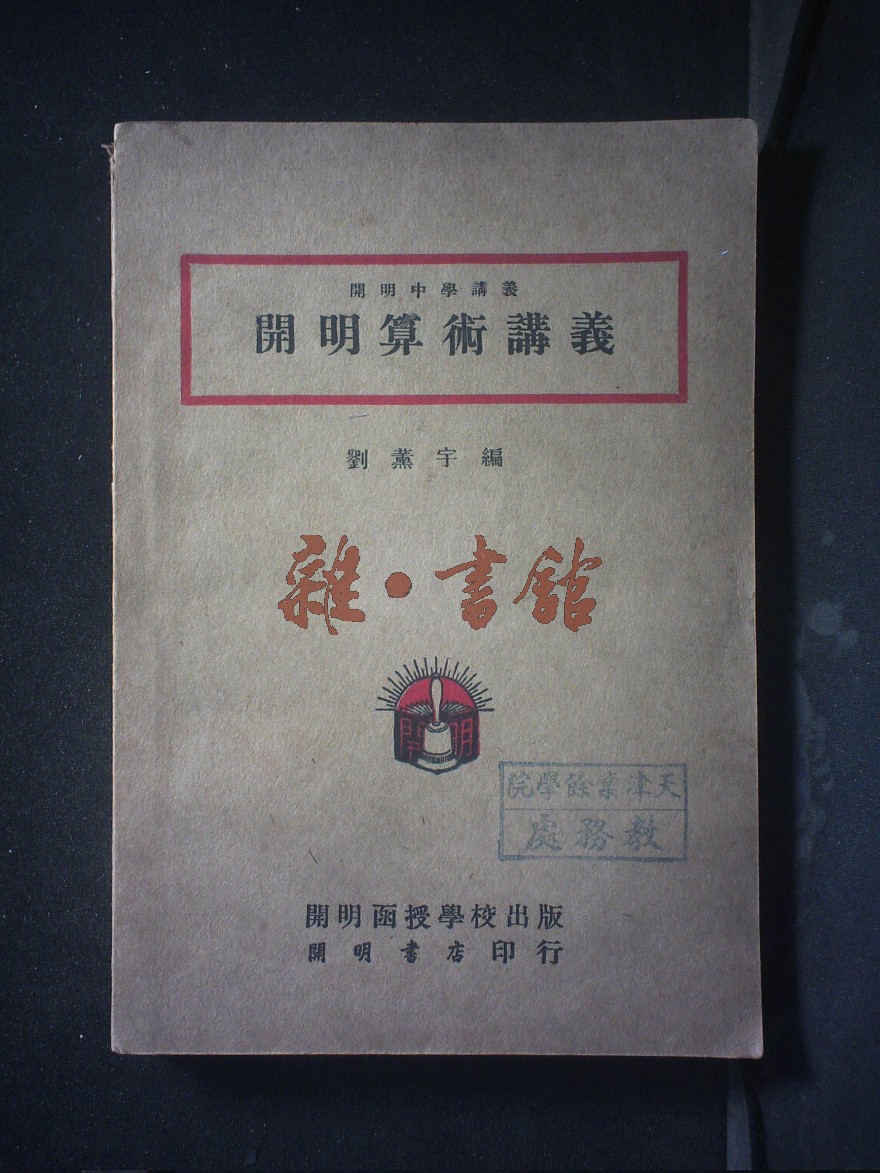 開明中學講義
開明算術講義
劉薰宇編
雜·書館
開明
天津業餘學院
教務處
開明函授學校出版
開明書店印行